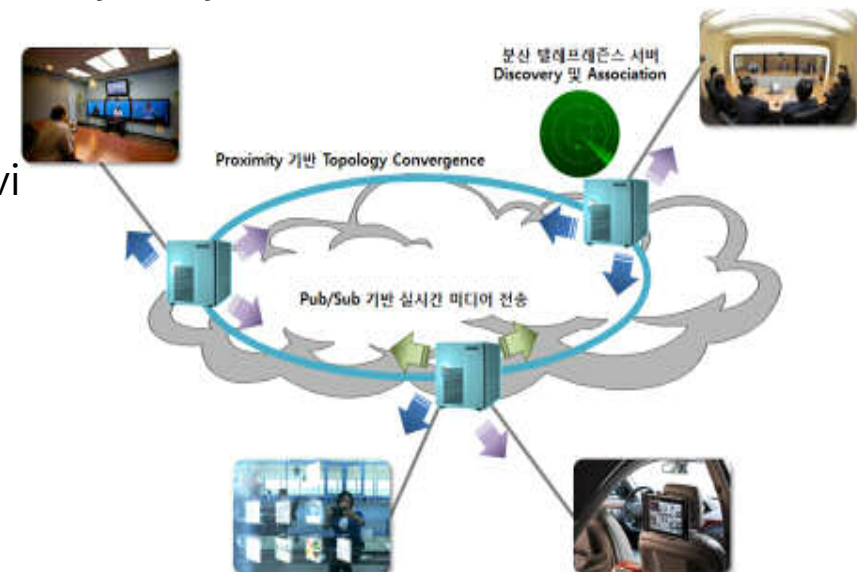 분산 텔레프레즌스 서버
Discovery 및 Association
Proximity 기반 Topology Convergence
vi
Pub/Sub 기반 실시간 미디어 전송